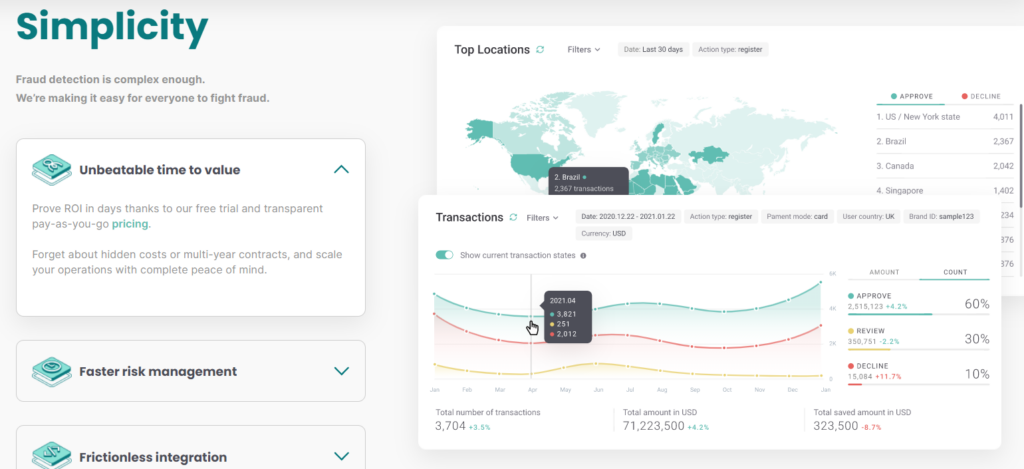 Simplicity
Fraud detection is complex enough.
We're making it easy for everyone to fight fraud.
Unbeatable time to value
Prove ROI in days thanks to our free trial and transparent
pay-as-you-go pricing.
Forget about hidden costs or multi-year contracts, and scale
your operations with complete peace of mind.
Faster risk management
Frictionless integration
Top Locations
Filters
Date: Last 30 days
Action type: register
APPROVE
DECLINE
1. US / New York state 4,011
2. Brazil 2,367
3. Canada 2,042
4. Singapore 1,402
234
376
376
2. Brazil
2,367 transactions
Transactions
Filters
Date: 2020.12.22 - 2021.01.22
Action type: register
Pament mode: card
User country: UK
Brand ID: sample123
Currency: USD
Show current transaction states
6K
4K
2K
0
2021.04
3,821
251
2,012
Jan Feb Mar Apr May Jun Jul Aug Sep Oct Nov Dec Jan
AMOUNT COUNT
APPROVE
2,515,123 +4.2% 60%
REVIEW
350,751 -2.2% 30%
DECLINE
15,084 +11.7% 10%
Total number of transactions
3,704 +3.5%
Total amount in USD
71,223,500 +4.2%
Total saved amount in USD
323,500 -8.7%